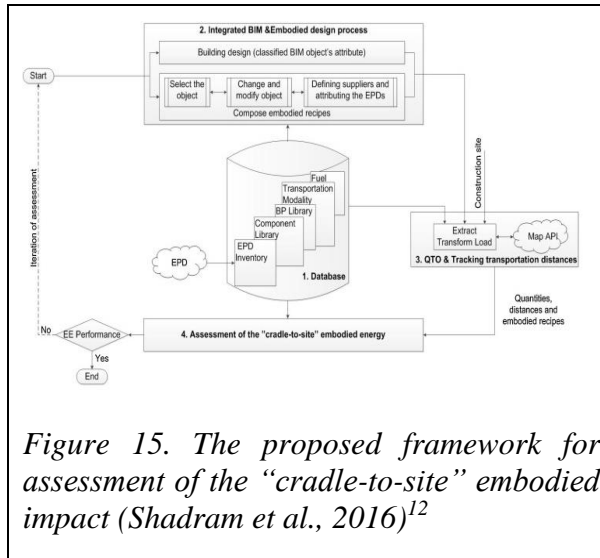 2. Integrated BIM &Embodied design process
Building design (classified BIM object's attribute)
Start
Select the
object
Change and
modify object
Defining suppliers and
attributing the EPDs
Compose embodied recipes
Iteration of assessment
Construction site
Fuel
Transportation
Modality
BP Library
Component
Library
EPD
Inventory
EPD
1. Database
Extract
Transform Load
Map API
3. QTO & Tracking transportation distances
Quantities,
distances and
embodied recipes
4. Assessment of the "cradle-to-site" embodied energy
No
EE Performance
Yes
End
Figure 15. The proposed framework for
assessment of the “cradle-to-site” embodied
impact (Shadram et al., 2016)12